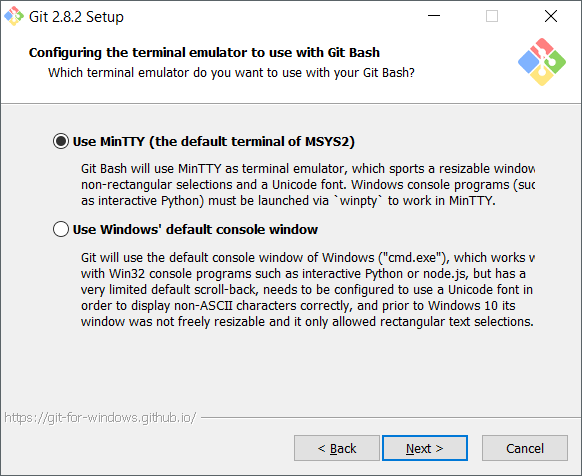 Git 2.8.2 Setup
Configuring the terminal emulator to use with Git Bash
Which terminal emulator do you want to use with your Git Bash?
Use MinTTY (the default terminal of MSYS2)
Git Bash will use MinTTY as terminal emulator, which sports a resizable window
non-rectangular selections and a Unicode font. Windows console programs (suc
as interactive Python) must be launched via `winpty` to work in MinTTY.
Use Windows' default console window
Git will use the default console window of Windows ("cmd.exe"), which works w
with Win32 console programs such as interactive Python or node.js, but has a
very limited default scroll-back, needs to be configured to use a Unicode font in
order to display non-ASCII characters correctly, and prior to Windows 10 its
window was not freely resizable and it only allowed rectangular text selections.
https://git-for-windows.github.io/
< Back
Next >
Cancel